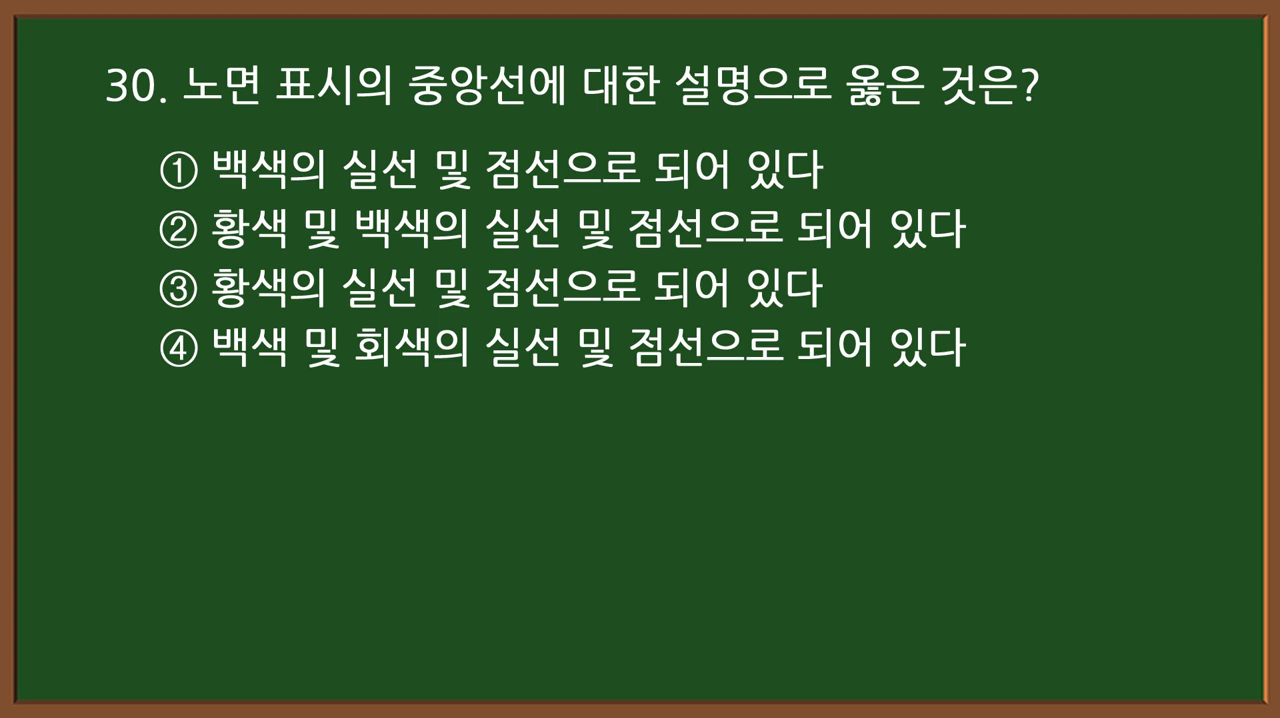 30. 노면 표시의 중앙선에 대한 설명으로 옳은 것은?
① 백색의 실선 및 점선으로 되어 있다
② 황색 및 백색의 실선 및 점선으로 되어 있다
③ 황색의 실선 및 점선으로 되어 있다
④ 백색 및 회색의 실선 및 점선으로 되어 있다